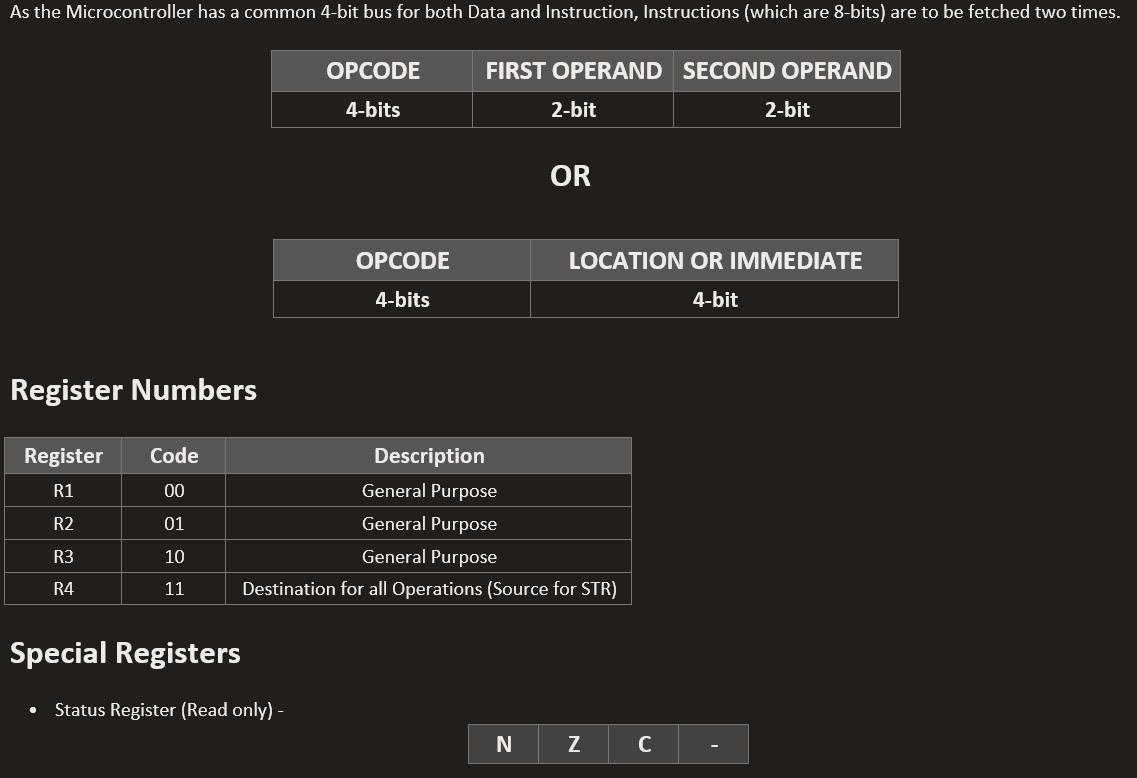 As the Microcontroller has a common 4-bit bus for both Data and Instruction, Instructions (which are 8-bits) are to be fetched two times.
OPCODE FIRST OPERAND SECOND OPERAND
4-bits 2-bit 2-bit
OR
OPCODE LOCATION OR IMMEDIATE
4-bits 4-bit
Register Numbers
Register Code Description
R1 00 General Purpose
R2 01 General Purpose
R3 10 General Purpose
R4 11 Destination for all Operations (Source for STR)
Special Registers
• Status Register (Read only) -
N Z C -